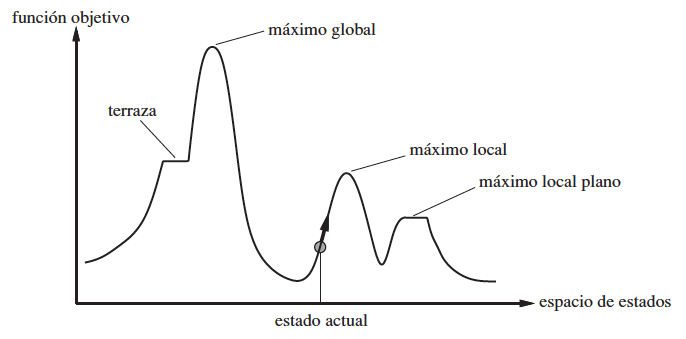 función objetivo
máximo global
terraza
máximo local
máximo local plano
espacio de estados
estado actual